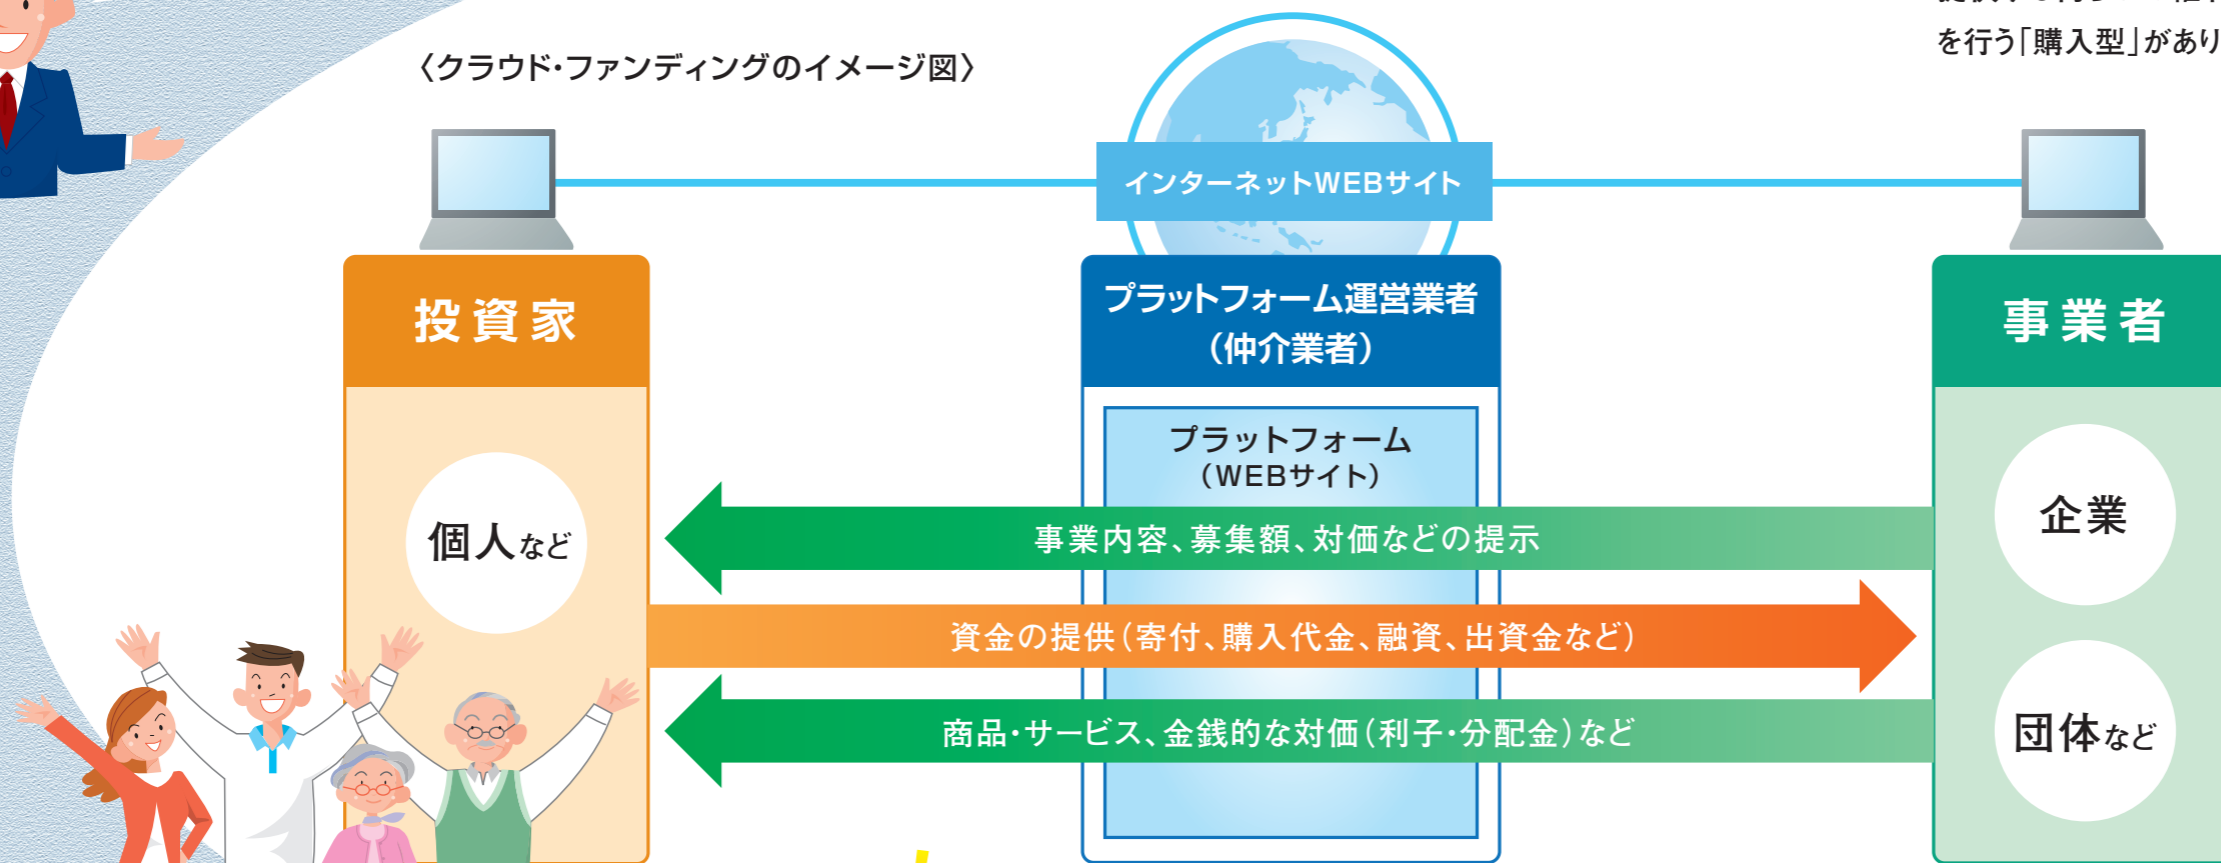 を行う「購入型」があり
〈クラウド・ファンディングのイメージ図〉
インターネットWEBサイト
投資家
プラットフォーム運営業者
（仲介業者）
事業者
プラットフォーム
（WEBサイト）
個人など
企業
事業内容、募集額、対価などの提示
資金の提供（寄付、購入代金、融資、出資金など）
商品・サービス、金銭的な対価（利子・分配金）など
団体など